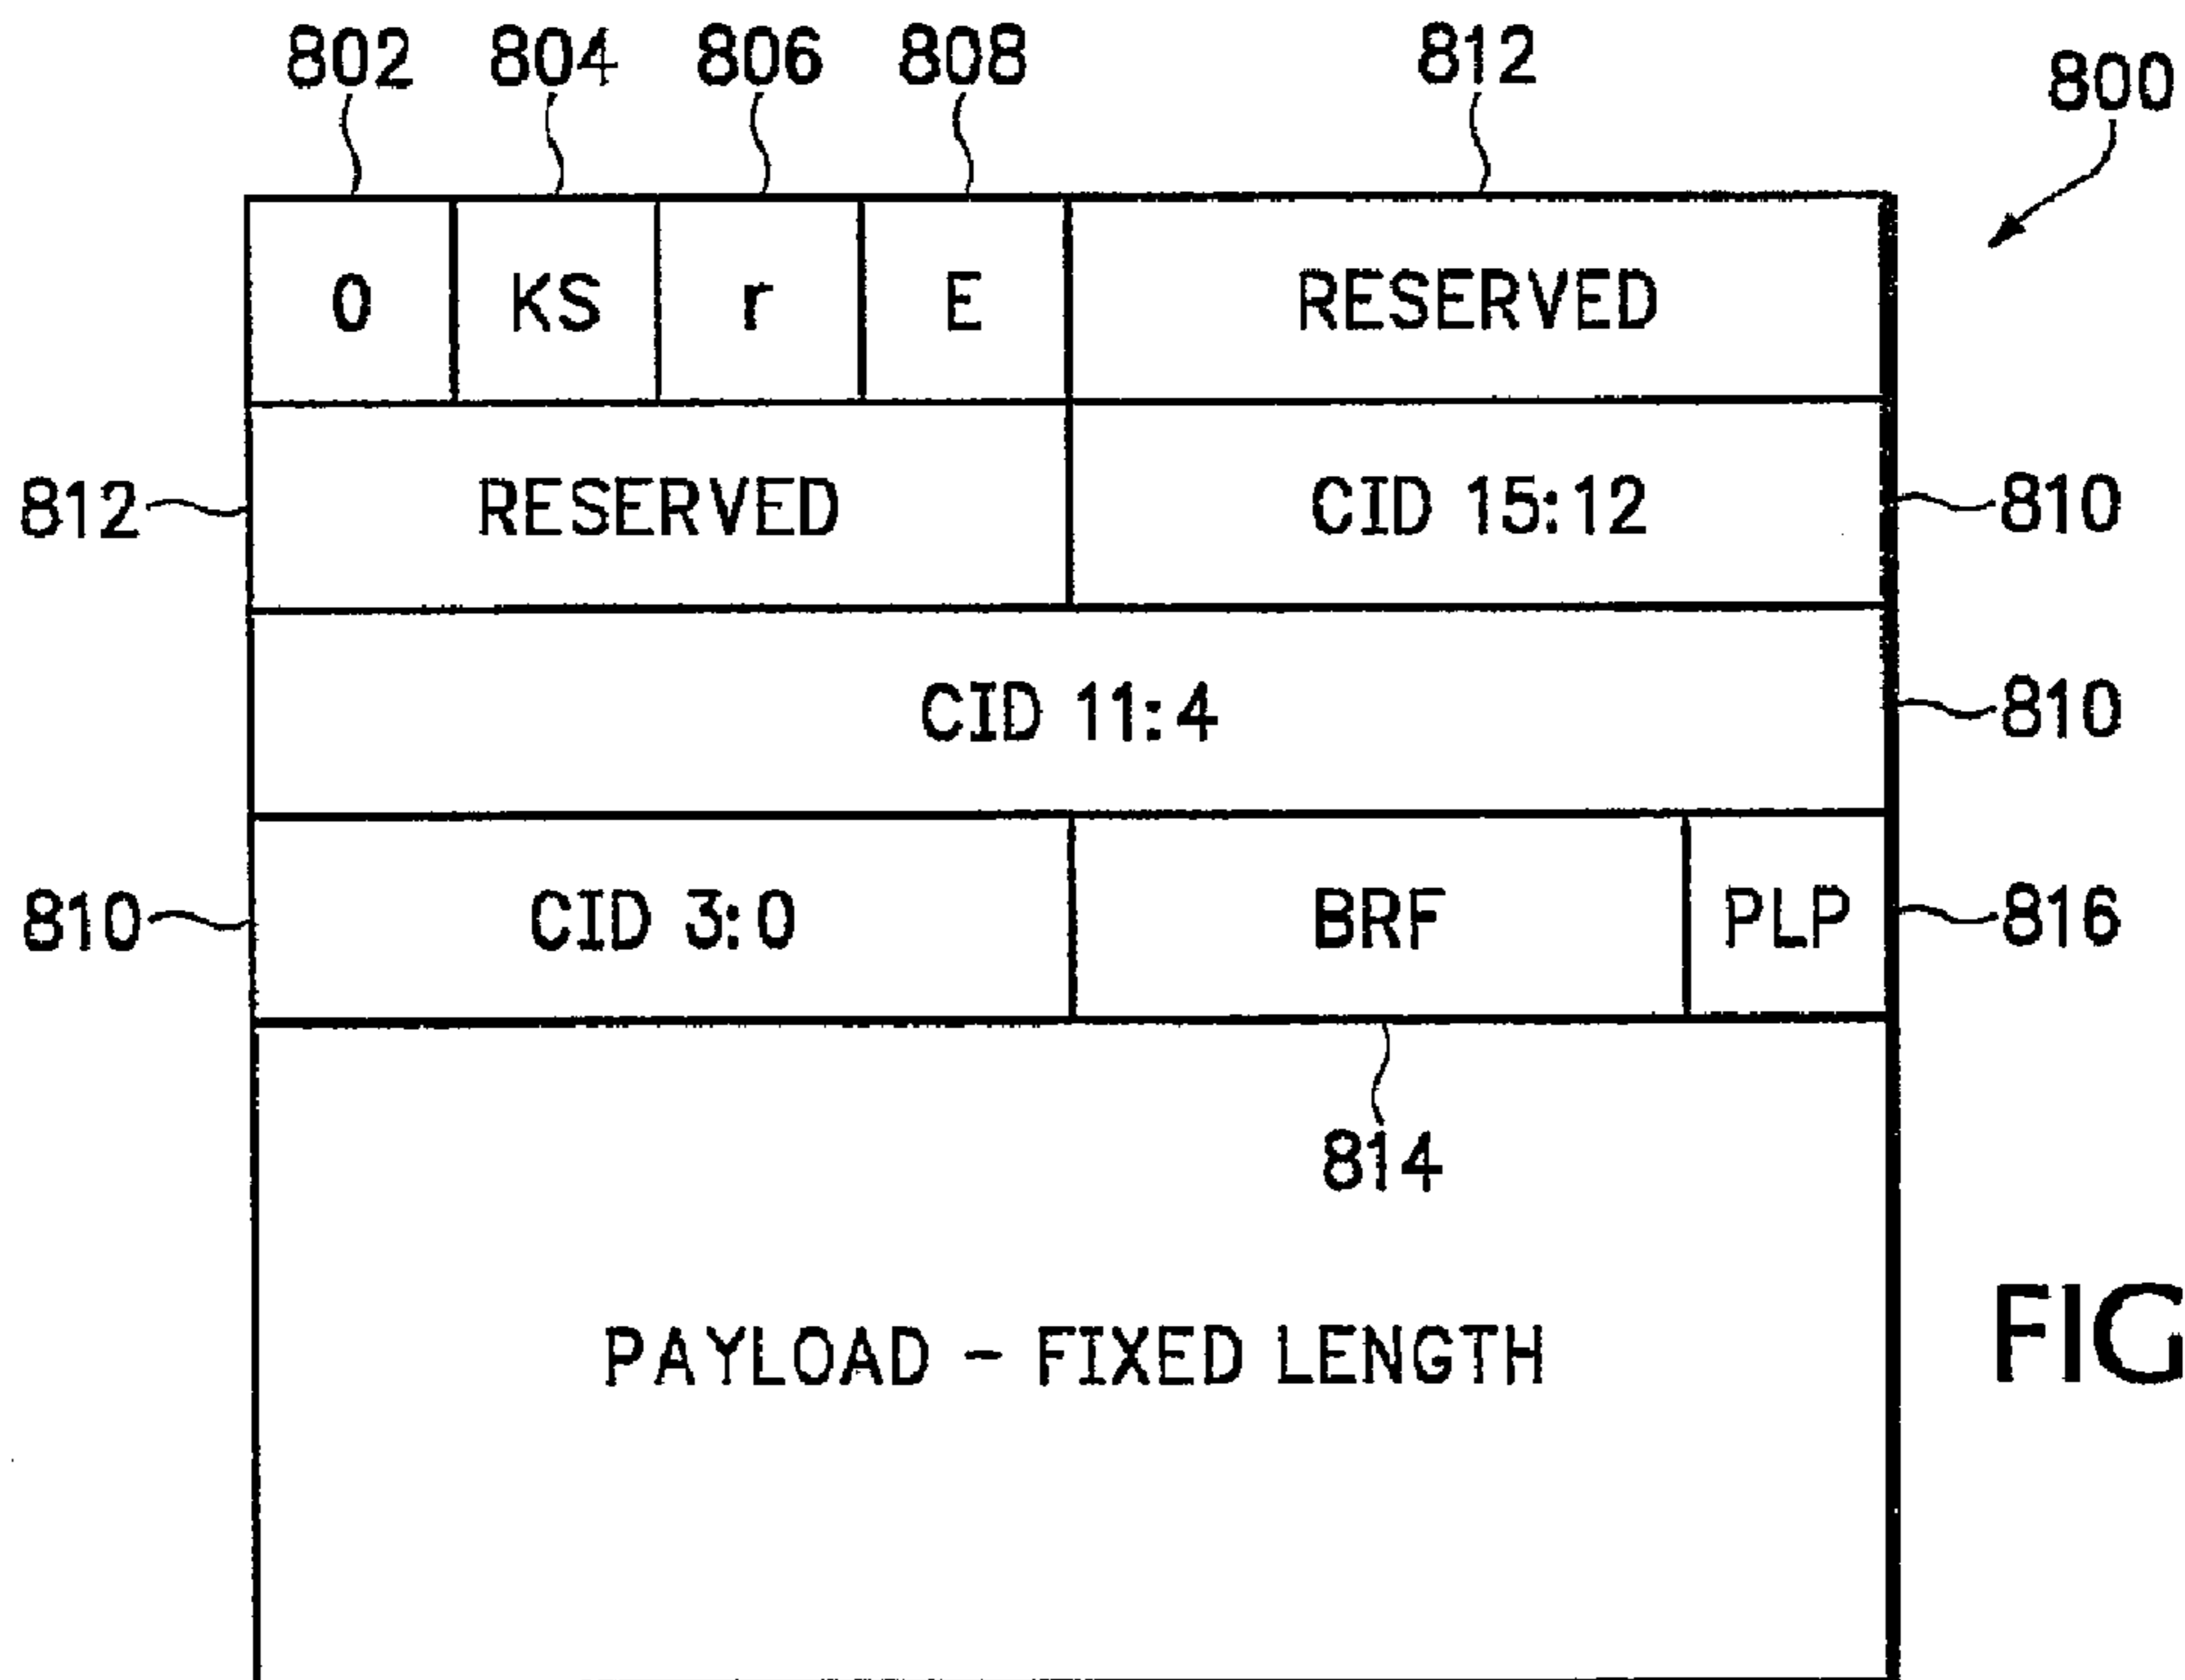 802 804 806 808 812 800
0 KS r E RESERVED
812 RESERVED CID 15:12 810
CID 11:4 810
810 CID 3:0 BRF PLP 816
814
PAYLOAD - FIXED LENGTH
FIG